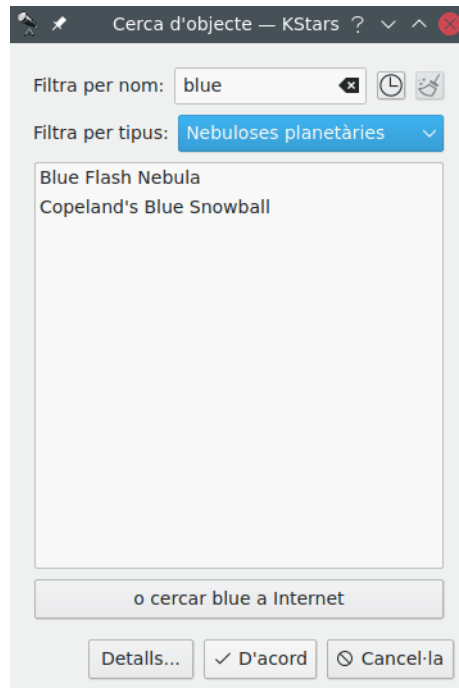 Cerca d'objecte — KStars
Filtra per nom: blue
Filtra per tipus: Nebuloses planetàries
Blue Flash Nebula
Copeland's Blue Snowball
o cercar blue a Internet
Detalls... D'acord Cancel·la